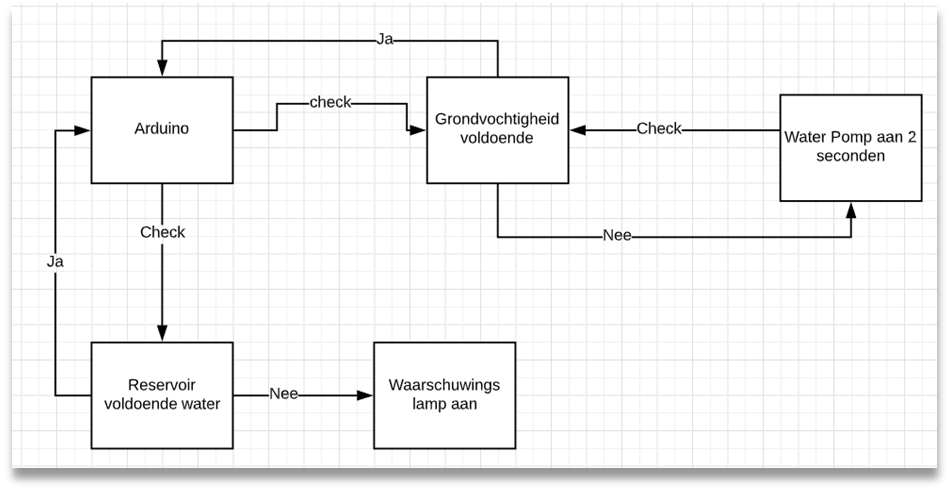 Ja
check
Arduino
Grondvochtigheid
voldoende
Check
Water Pomp aan 2
seconden
Check
Nee
Ja
Reservoir
voldoende water
Nee
Waarschuwings
lamp aan